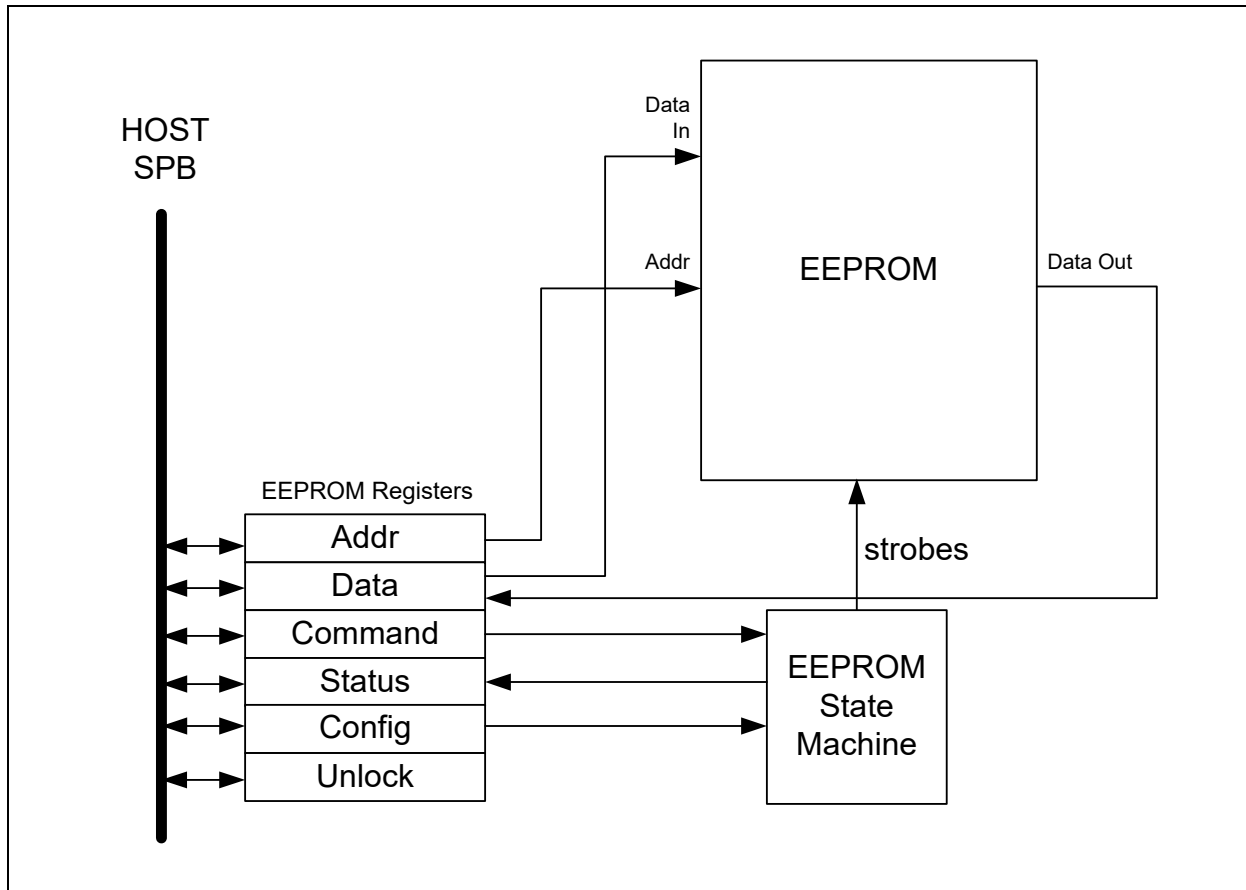 HOST
SPB
Data
In
Addr
EEPROM
Data Out
EEPROM Registers
Addr
Data
Command
Status
Config
Unlock
strobes
EEPROM
State
Machine